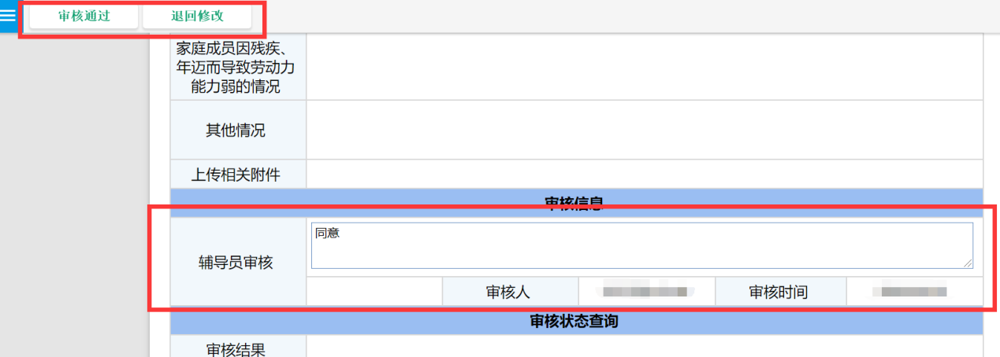 审核通过 退回修改
家庭成员因残疾、
年迈而导致劳动力
能力弱的情况
其他情况
上传相关附件
审核信息
辅导员审核
同意
审核人 审核时间
审核状态查询
审核结果